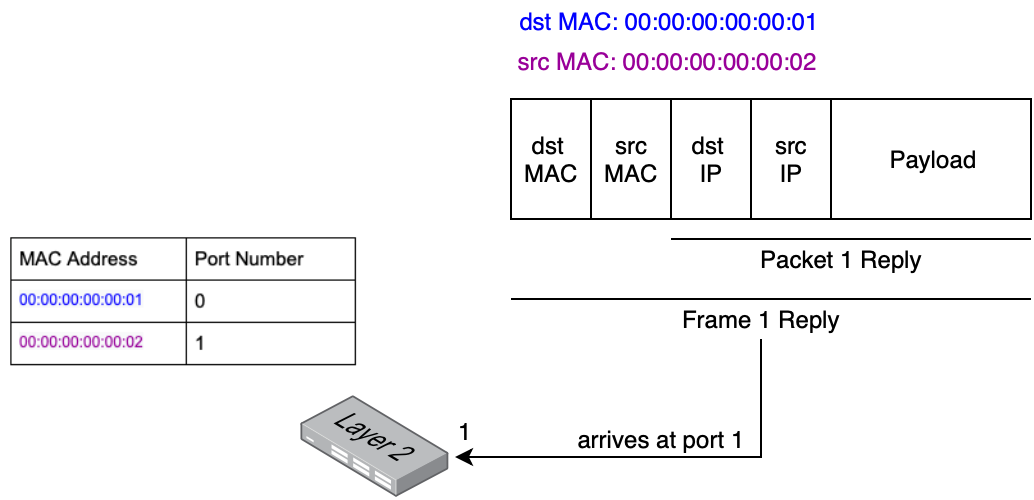 dst MAC: 00:00:00:00:00:01
src MAC: 00:00:00:00:00:02
dst MAC
src MAC
dst IP
src IP
Payload
Packet 1 Reply
Frame 1 Reply
MAC Address Port Number
00:00:00:00:00:01 0
00:00:00:00:00:02 1
Layer 2
1
arrives at port 1